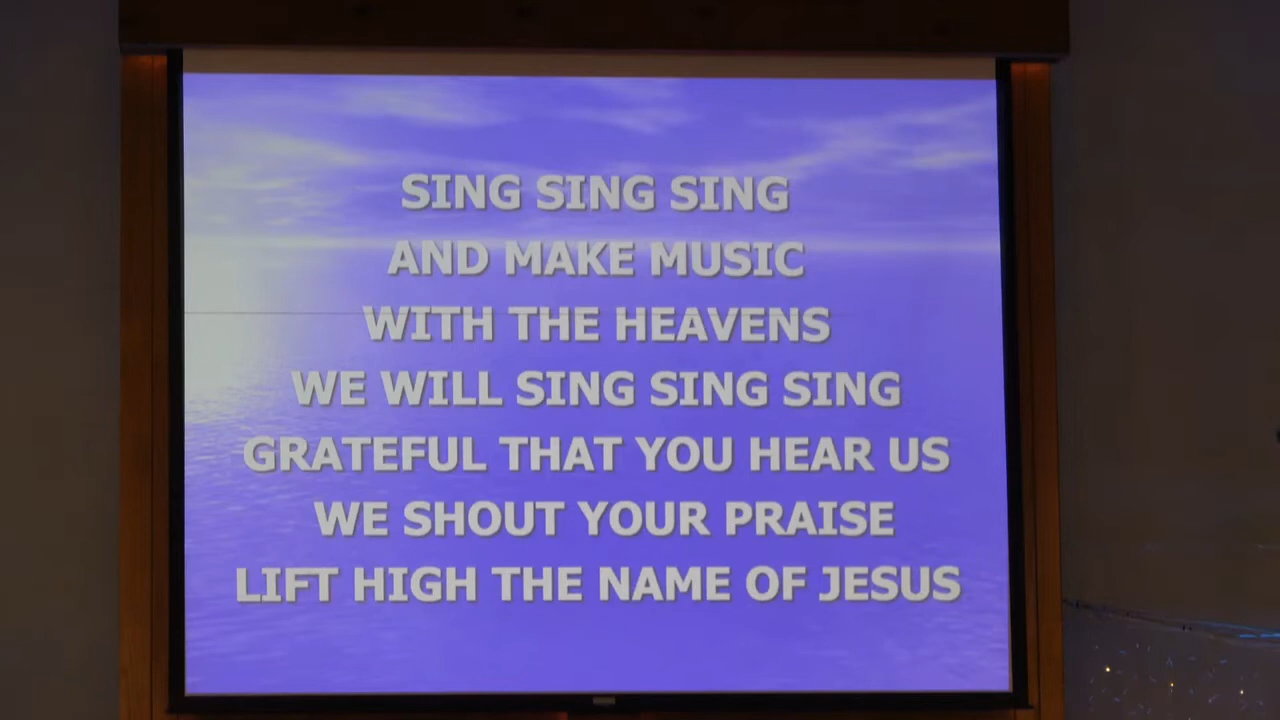 SING SING SING
AND MAKE MUSIC
WITH THE HEAVENS
WE WILL SING SING SING
GRATEFUL THAT YOU HEAR US
WE SHOUT YOUR PRAISE
LIFT HIGH THE NAME OF JESUS